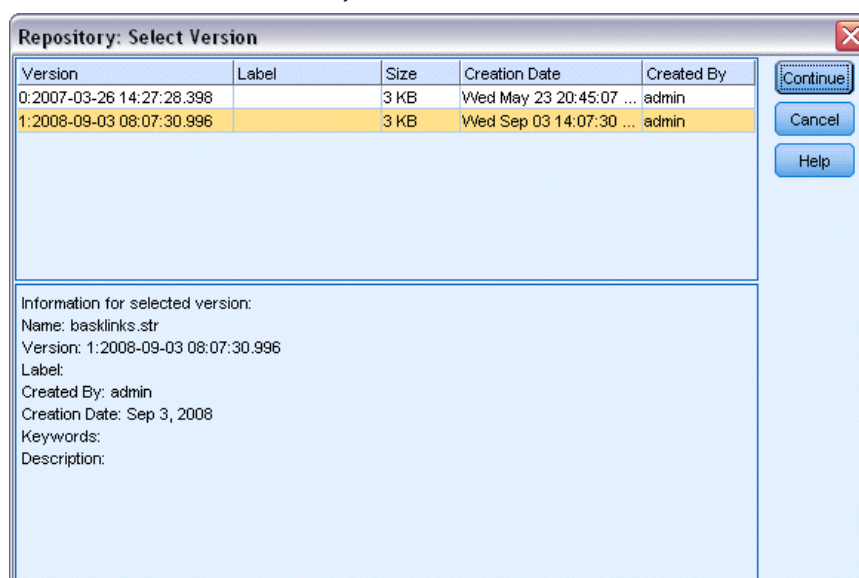 Repository: Select Version
Version Label Size Creation Date Created By
0:2007-03-26 14:27:28.398 3 KB Wed May 23 20:45:07 ... admin
1:2008-09-03 08:07:30.996 3 KB Wed Sep 03 14:07:30 ... admin
Continue
Cancel
Help
Information for selected version:
Name: basklinks.str
Version: 1:2008-09-03 08:07:30.996
Label:
Created By: admin
Creation Date: Sep 3, 2008
Keywords:
Description: